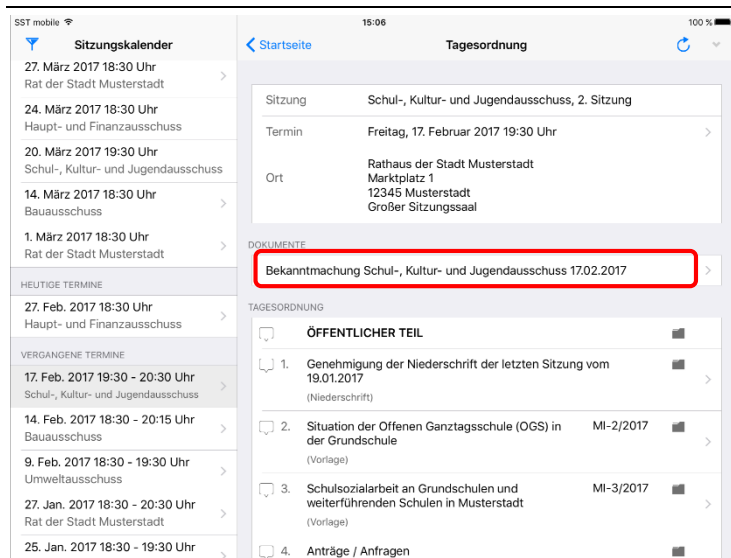 SST mobile 15:06 100 %
Sitzungskalender
27. März 2017 18:30 Uhr
Rat der Stadt Musterstadt
24. März 2017 18:30 Uhr
Haupt- und Finanzausschuss
20. März 2017 19:30 Uhr
Schul-, Kultur- und Jugendausschuss
14. März 2017 18:30 Uhr
Bauausschuss
1. März 2017 18:30 Uhr
Rat der Stadt Musterstadt
HEUTIGE TERMINE
27. Feb. 2017 18:30 Uhr
Haupt- und Finanzausschuss
VERGANGENE TERMINE
17. Feb. 2017 19:30 - 20:30 Uhr
Schul-, Kultur- und Jugendausschuss
14. Feb. 2017 18:30 - 20:15 Uhr
Bauausschuss
9. Feb. 2017 18:30 - 19:30 Uhr
Umweltausschuss
27. Jan. 2017 18:30 - 20:30 Uhr
Rat der Stadt Musterstadt
25. Jan. 2017 18:30 - 19:30 Uhr
Startseite Tagesordnung
Sitzung Schul-, Kultur- und Jugendausschuss, 2. Sitzung
Termin Freitag, 17. Februar 2017 19:30 Uhr
Ort Rathaus der Stadt Musterstadt
Marktplatz 1
12345 Musterstadt
Großer Sitzungssaal
DOKUMENTE
Bekanntmachung Schul-, Kultur- und Jugendausschuss 17.02.2017
TAGESORDNUNG
ÖFFENTLICHER TEIL
1. Genehmigung der Niederschrift der letzten Sitzung vom
19.01.2017
(Niederschrift)
2. Situation der Offenen Ganztagsschule (OGS) in MI-2/2017
der Grundschule
(Vorlage)
3. Schulsozialarbeit an Grundschulen und MI-3/2017
weiterführenden Schulen in Musterstadt
(Vorlage)
4. Anträge / Anfragen